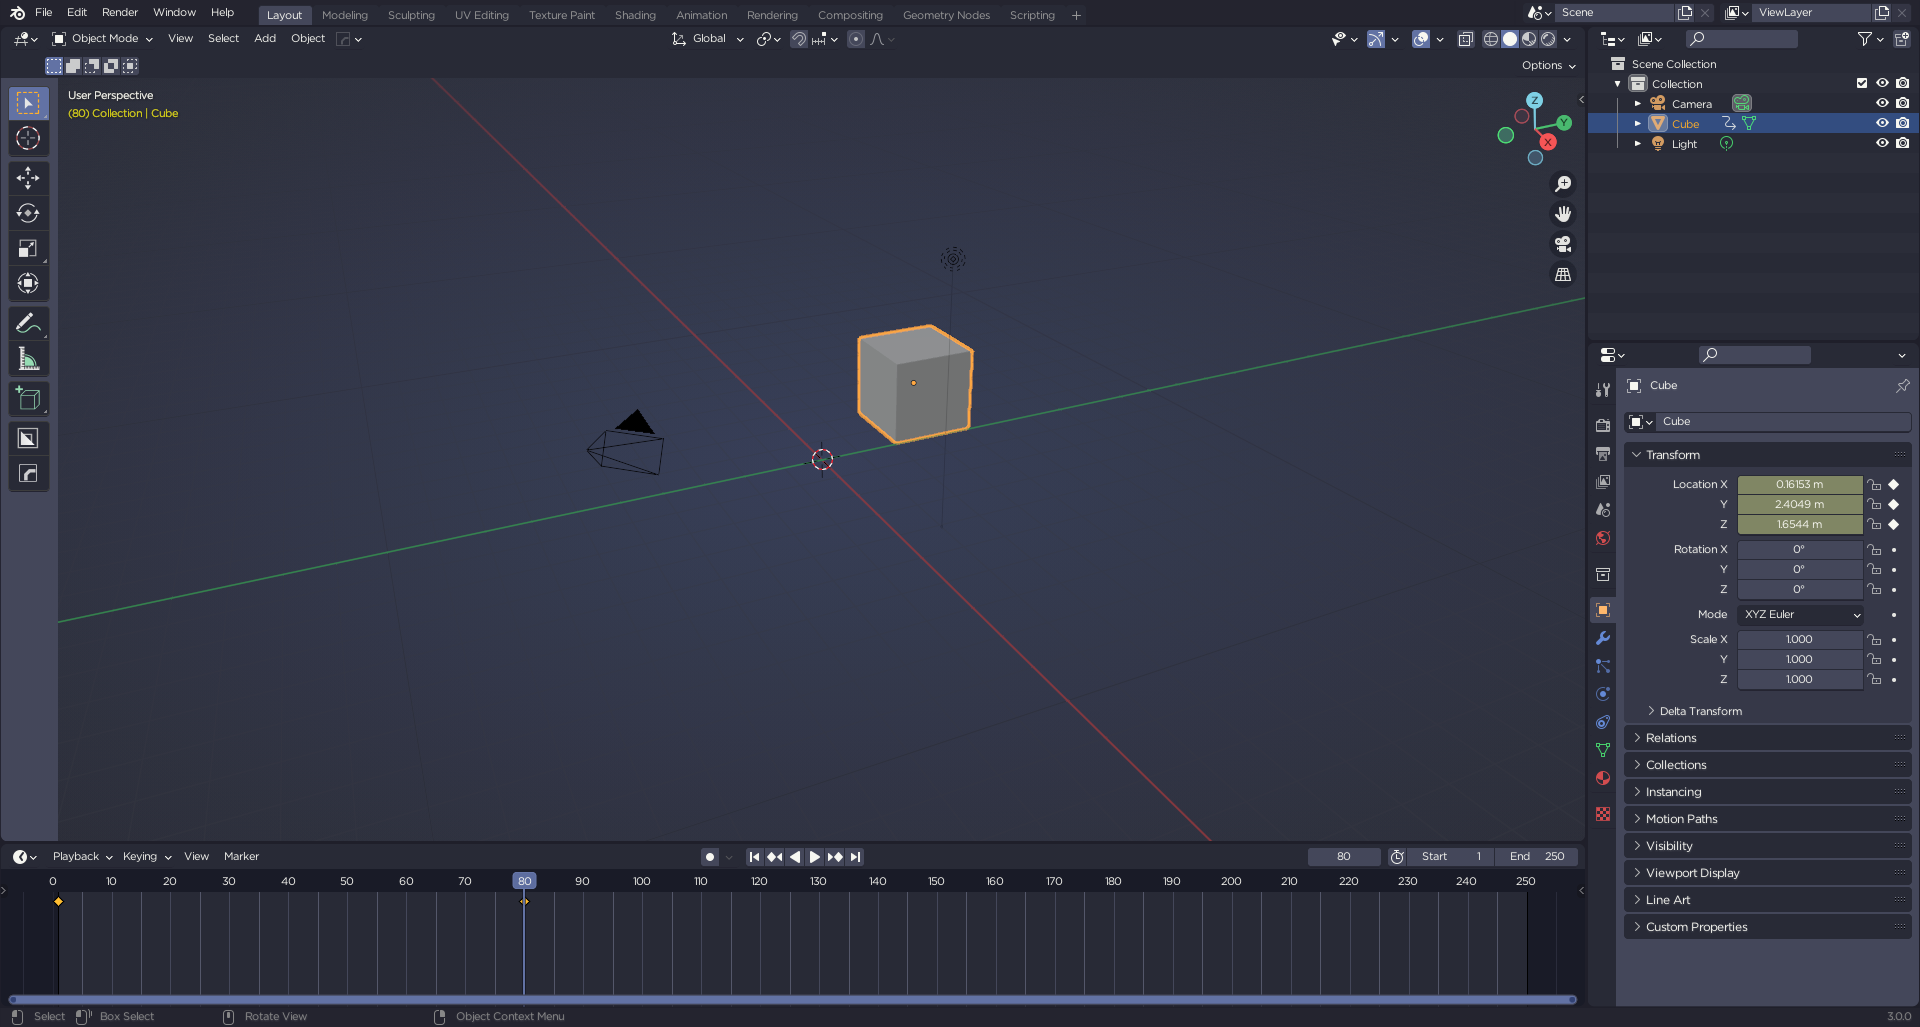 File Edit Render Window Help Layout Modeling Sculpting UV Editing Texture Paint Shading Animation Rendering Compositing Geometry Nodes Scripting + Scene ViewLayer
Object Mode View Select Add Object Global
Options
User Perspective
(80) Collection | Cube
Z
Y
X
Scene Collection
Collection
Camera
Cube
Light
Cube
Cube
Transform
Location X 0.16153 m
Y 2.4049 m
Z 1.6544 m
Rotation X 0°
Y 0°
Z 0°
Mode XYZ Euler
Scale X 1.000
Y 1.000
Z 1.000
Delta Transform
Relations
Collections
Instancing
Motion Paths
Visibility
Viewport Display
Line Art
Custom Properties
Playback Keying View Marker 80 Start 1 End 250
0 10 20 30 40 50 60 70 80 90 100 110 120 130 140 150 160 170 180 190 200 210 220 230 240 250
Select Box Select Rotate View Object Context Menu 3.0.0